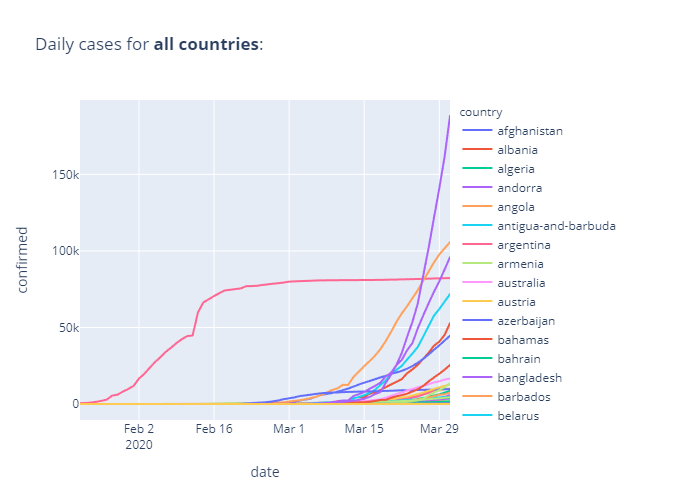 Daily cases for all countries:
confirmed
150k
100k
50k
0
Feb 2
2020
Feb 16
Mar 1
Mar 15
Mar 29
date
country
afghanistan
albania
algeria
andorra
angola
antigua-and-barbuda
argentina
armenia
australia
austria
azerbaijan
bahamas
bahrain
bangladesh
barbados
belarus